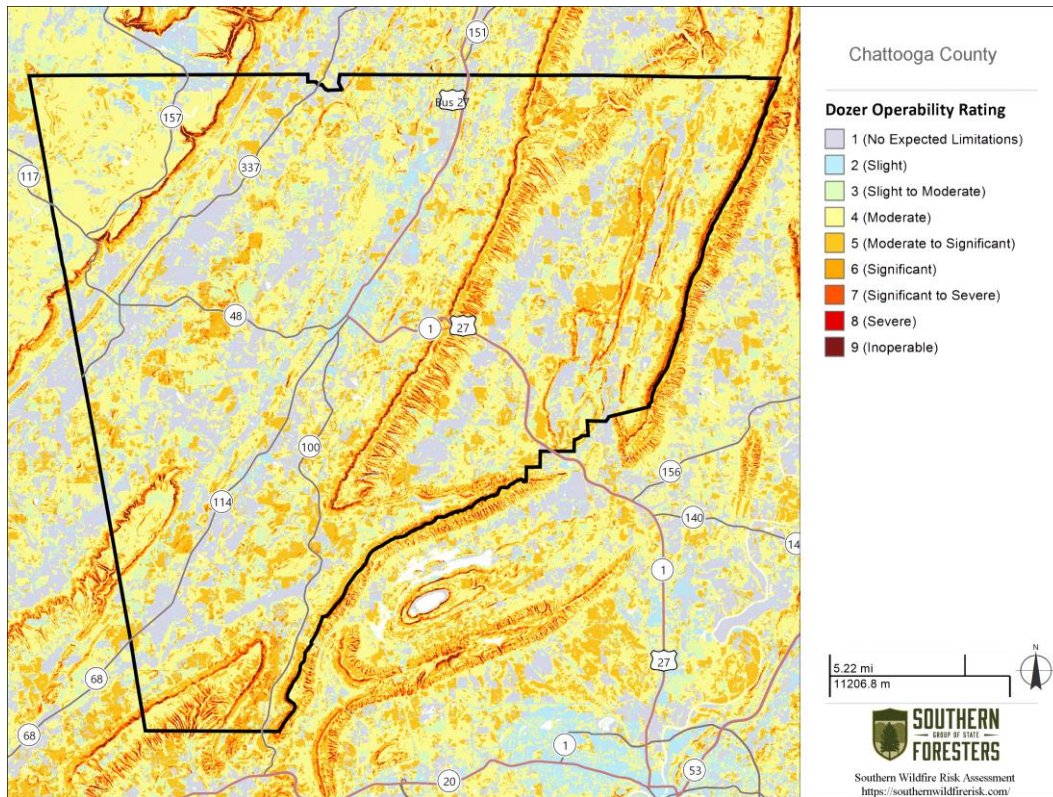 151
Bus 27
157
337
117
48
1
27
100
114
156
140
14
1
27
68
68
1
20
53
Chattooga County
Dozer Operability Rating
1 (No Expected Limitations)
2 (Slight)
3 (Slight to Moderate)
4 (Moderate)
5 (Moderate to Significant)
6 (Significant)
7 (Significant to Severe)
8 (Severe)
9 (Inoperable)
5.22 mi
11206.8 m
N
SOUTHERN
GROUP OF STATE
FORESTERS
Southern Wildfire Risk Assessment
https://southernwildfirerisk.com/